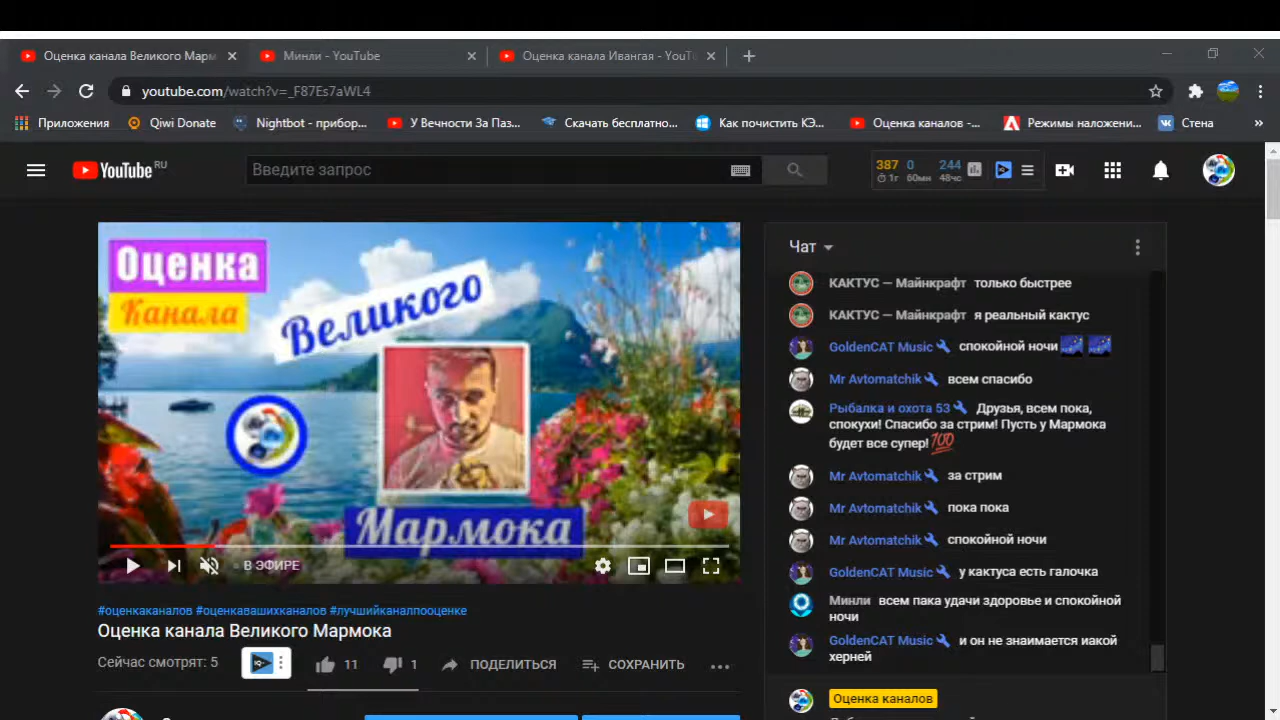 Оценка канала Великого Марм
Минли - YouTube
Оценка канала Ивангая - YouT
youtube.com/watch?v=_F87Es7aWL4
Приложения
Qiwi Donate
Nightbot - прибор...
У Вечности За Паз...
Скачать бесплатно...
Как почистить КЭ...
Оценка каналов -...
Режимы наложени...
Стена
»
YouTube RU
Введите запрос
387 0 244
1г 60мн 48чс
Оценка
Канала
Великого
Мармока
В ЭФИРЕ
#оценкаканалов #оценкавашихканалов #лучшийканалпооценке
Оценка канала Великого Мармока
Сейчас смотрят: 5
11
1
ПОДЕЛИТЬСЯ
СОХРАНИТЬ
Чат
КАКТУС — Майнкрафт только быстрее
КАКТУС — Майнкрафт я реальный кактус
GoldenCAT Music спокойной ночи
Mr Avtomatchik всем спасибо
Рыбалка и охота 53 Друзья, всем пока,
спокухи! Спасибо за стрим! Пусть у Мармока
будет все супер! 100
Mr Avtomatchik за стрим
Mr Avtomatchik пока пока
Mr Avtomatchik спокойной ночи
GoldenCAT Music у кактуса есть галочка
Минли всем пака удачи здоровье и спокойной
ночи
GoldenCAT Music и он не знаимается иакой
херней
Оценка каналов